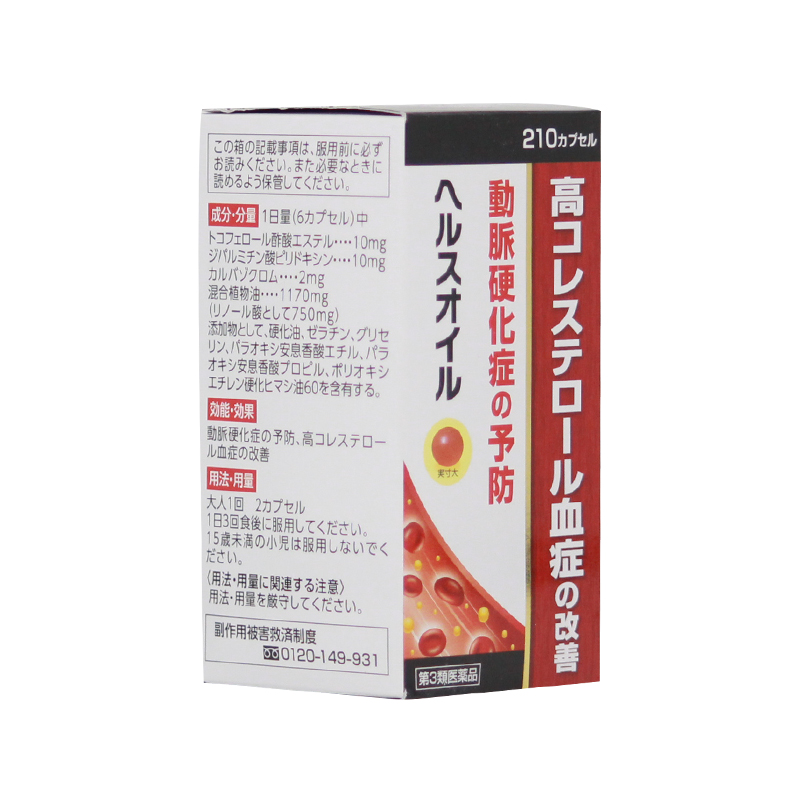 この箱の記載事項は、服用前に必ず
お読みください。また必要なときに
読めるよう保管してください。
成分・分量 1日量(6カプセル)中
トコフェロール酢酸エステル‥‥10mg
ジパルミチン酸ピリドキシン‥‥10mg
カルバゾクロム‥‥2mg
混合植物油‥‥1170mg
(リノール酸として750mg)
添加物として、硬化油、ゼラチン、グリセ
リン、パラオキシ安息香酸エチル、パラ
オキシ安息香酸プロピル、ポリオキシ
エチレン硬化ヒマシ油60を含有する。
効能・効果
動脈硬化症の予防、高コレステロー
ル血症の改善
用法・用量
大人1回 2カプセル
1日3回食後に服用してください。
15歳未満の小児は服用しないでく
ださい。
〈用法・用量に関連する注意〉
用法・用量を厳守してください。
副作用被害救済制度
0120-149-931
210カプセル
高コレステロール血症の改善
動脈硬化症の予防
ヘルスオイル
実寸大
第3類医薬品